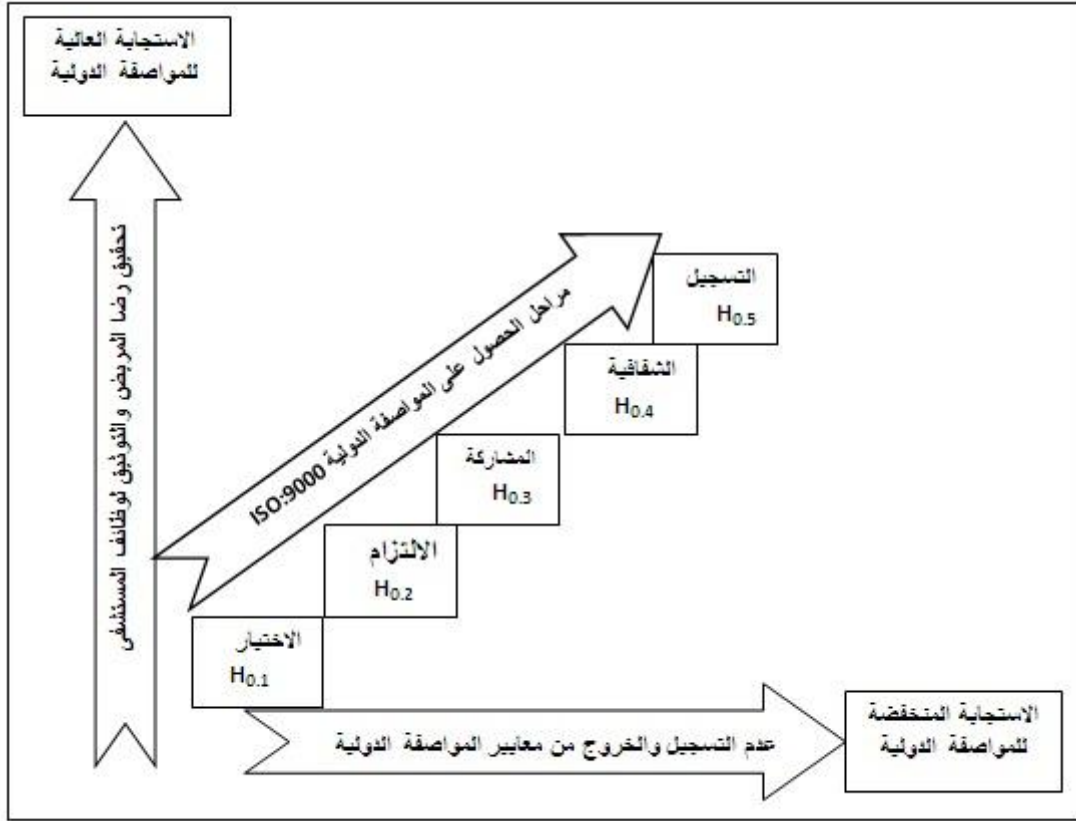 الاستجابة العالية
للمواصفة الدولية
تحقيق رضا المريض والتوثيق لوظائف المستشفى
مراحل الحصول على المواصفة الدولية ISO:9000
التسجيل
H0.5
الشفافية
H0.4
المشاركة
H0.3
الالتزام
H0.2
الاختيار
H0.1
عدم التسجيل والخروج من معايير المواصفة الدولية
الاستجابة المنخفضة
للمواصفة الدولية